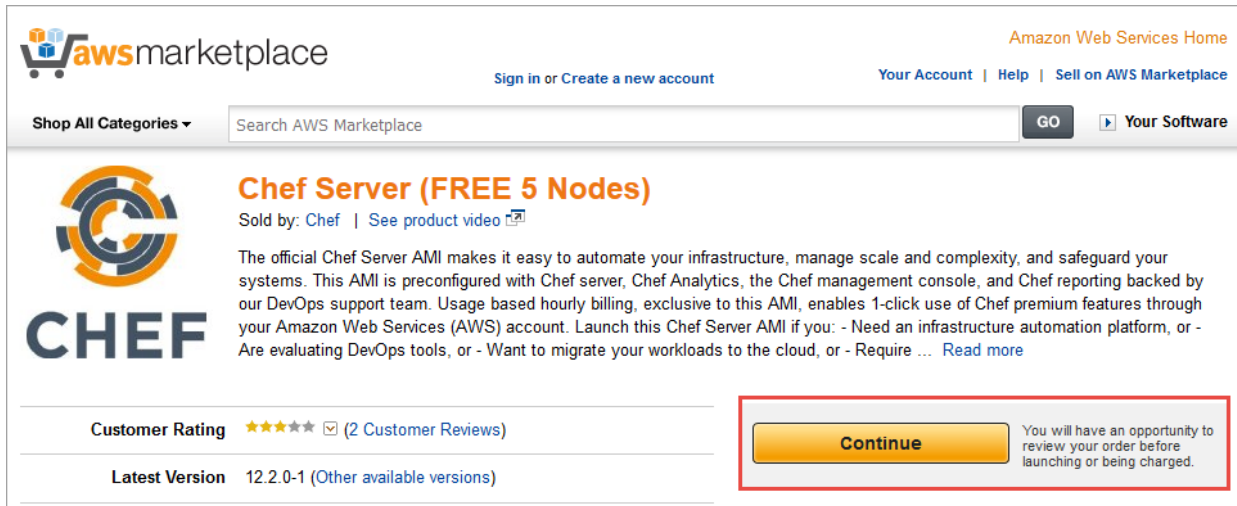 awsmarketplace
Amazon Web Services Home
Sign in or Create a new account
Your Account | Help | Sell on AWS Marketplace
Shop All Categories
Search AWS Marketplace
GO
Your Software
CHEF
Chef Server (FREE 5 Nodes)
Sold by: Chef | See product video
The official Chef Server AMI makes it easy to automate your infrastructure, manage scale and complexity, and safeguard your
systems. This AMI is preconfigured with Chef server, Chef Analytics, the Chef management console, and Chef reporting backed by
our DevOps support team. Usage based hourly billing, exclusive to this AMI, enables 1-click use of Chef premium features through
your Amazon Web Services (AWS) account. Launch this Chef Server AMI if you: - Need an infrastructure automation platform, or -
Are evaluating DevOps tools, or - Want to migrate your workloads to the cloud, or - Require ... Read more
Customer Rating (2 Customer Reviews)
Latest Version 12.2.0-1 (Other available versions)
Continue
You will have an opportunity to
review your order before
launching or being charged.